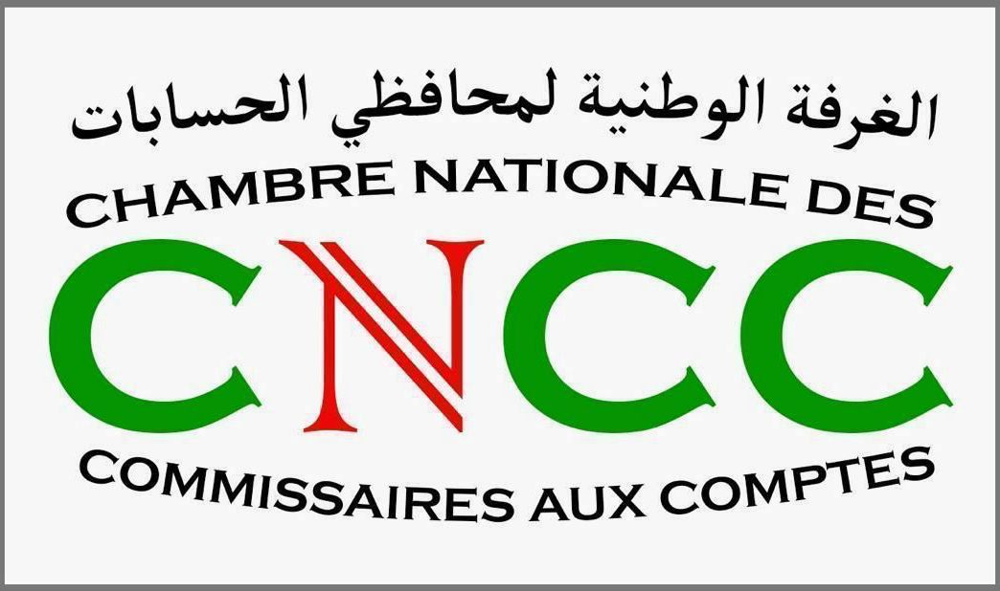 الغرفة الوطنية لمحافظي الحسابات
CHAMBRE NATIONALE DES
CNCC
COMMISSAIRES AUX COMPTES